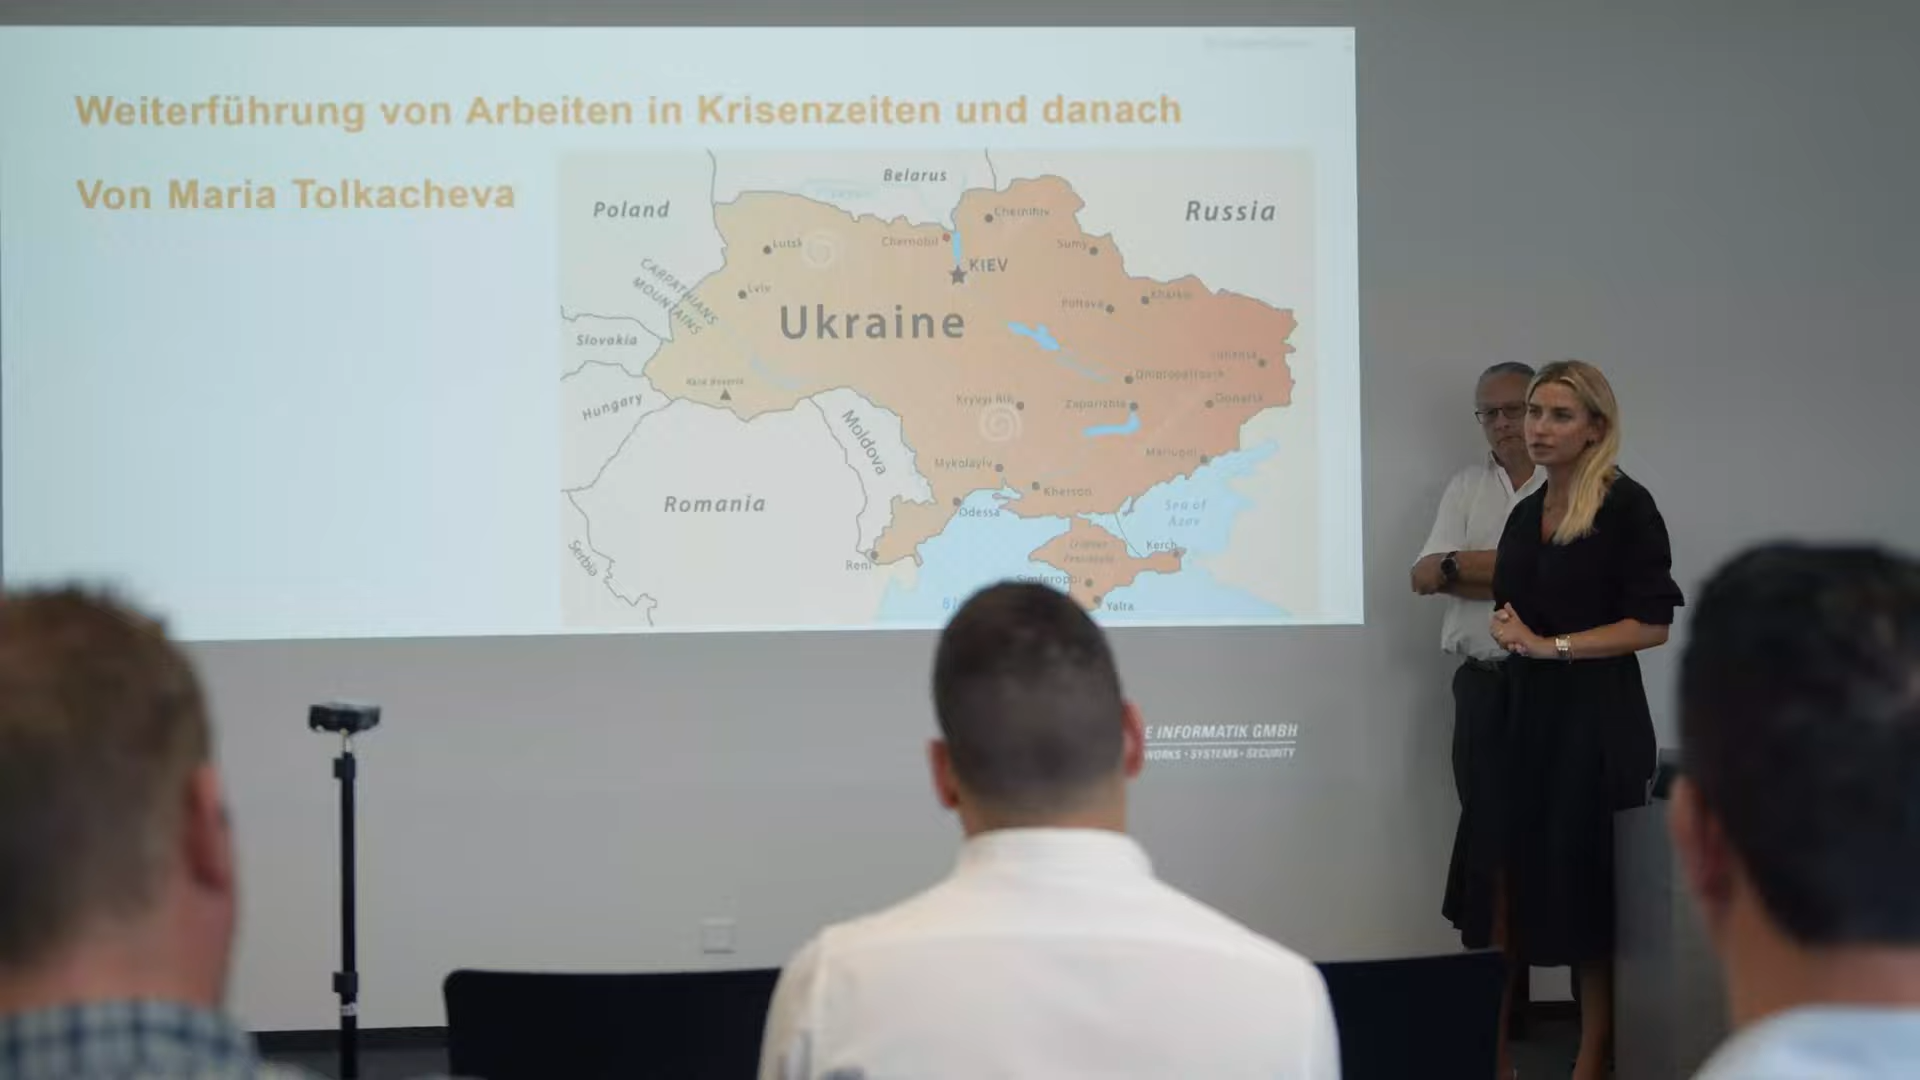 Weiterführung von Arbeiten in Krisenzeiten und danach
Von Maria Tolkacheva
Belarus
Poland
Russia
Chernihiv
Lutsk
Chernobil
Sumy
KIEV
CARPATHIANS
MOUNTAINS
Lviv
Poltava
Kharkiv
Ukraine
Slovakia
Luhansk
Dnipropetrovsk
Hungary
Kryvyi Rih
Zaporizhia
Donetsk
Moldova
Mariupol
Mykolayiv
Kherson
Romania
Odessa
Sea of
Azov
Serbia
Reni
Kerch
Simferopol
Yalta
E INFORMATIK GMBH
WORKS • SYSTEMS • SECURITY